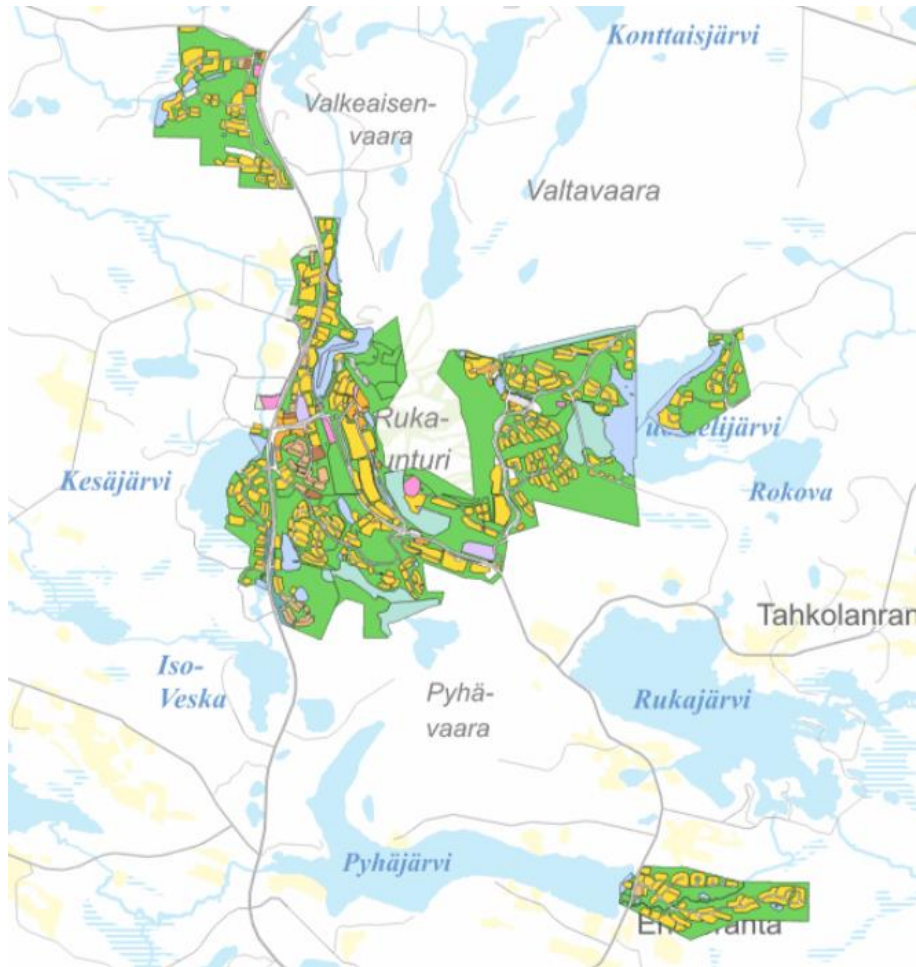 Konttaisjärvi
Valkeaisen-
vaara
Valtavaara
Ruka-
Kesäjärvi
Rokova
Tahkolanran
Iso-
Veska
Pyhä-
vaara
Rukajärvi
Pyhäjärvi